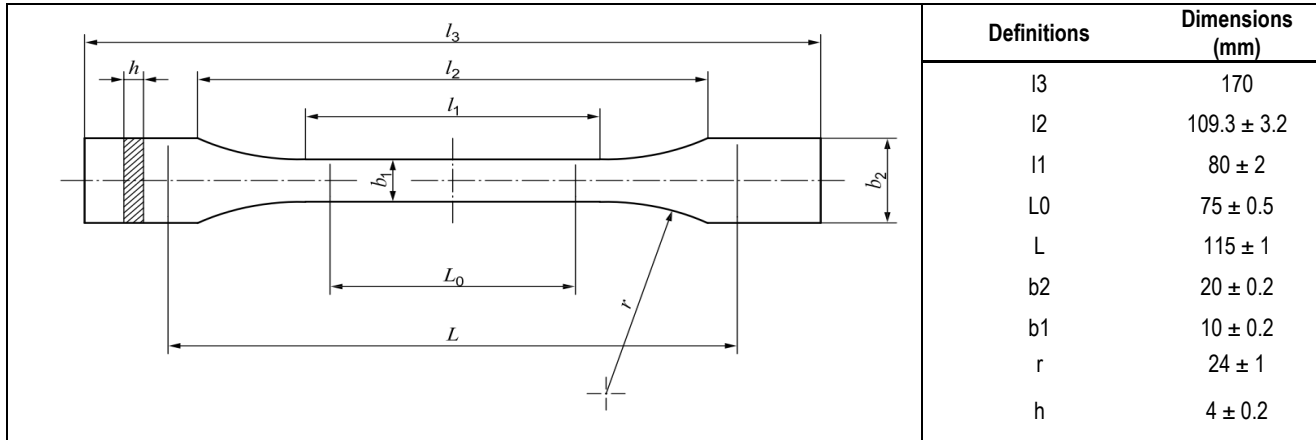 l3
h
l2
l1
b1
b2
L0
r
L
Definitions Dimensions
(mm)
l3 170
l2 109.3 ± 3.2
l1 80 ± 2
L0 75 ± 0.5
L 115 ± 1
b2 20 ± 0.2
b1 10 ± 0.2
r 24 ± 1
h 4 ± 0.2